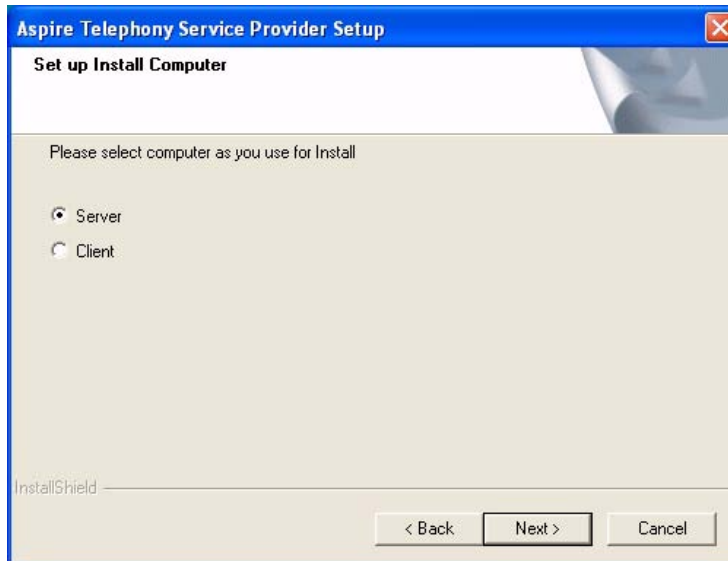 Aspire Telephony Service Provider Setup
Set up Install Computer
Please select computer as you use for Install
Server
Client
InstallShield
< Back Next > Cancel